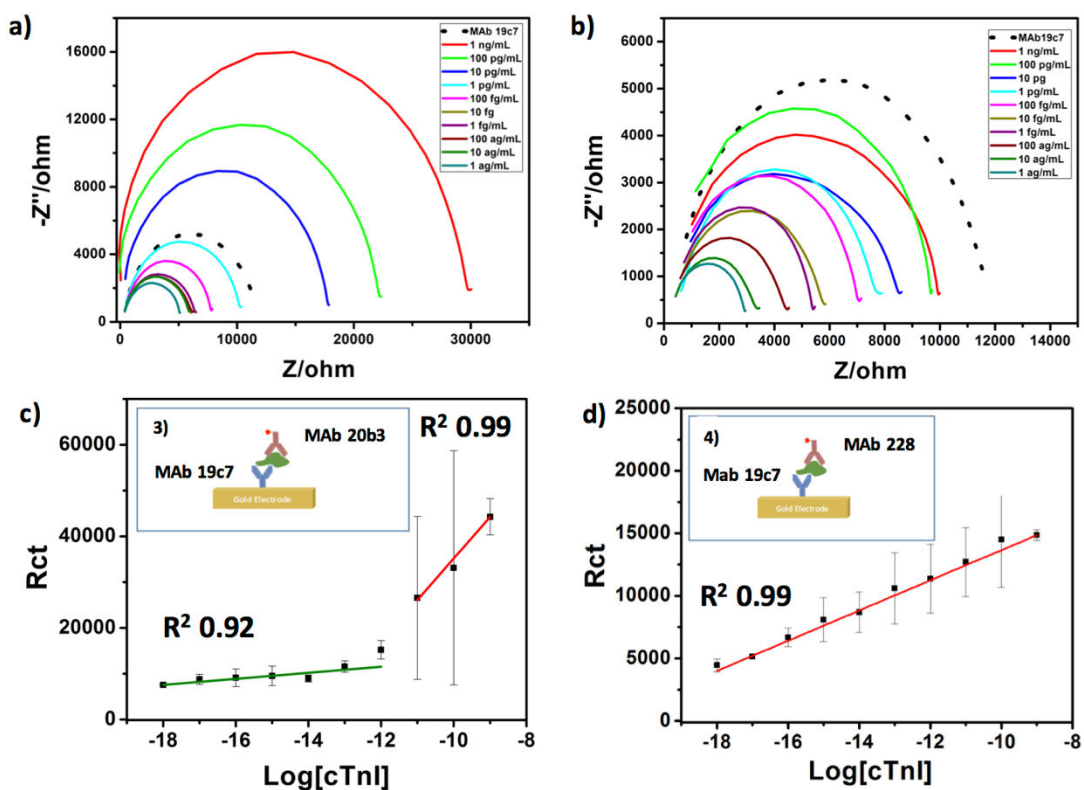 a)
-Z''/ohm
16000
12000
8000
4000
0
0
10000
20000
30000
Z/ohm
MAb 19c7
1 ng/mL
100 pg/mL
10 pg/mL
1 pg/mL
100 fg/mL
10 fg
1 fg/mL
100 ag/mL
10 ag/mL
1 ag/mL
b)
-Z''/ohm
6000
5000
4000
3000
2000
1000
0
0
2000
4000
6000
8000
10000
12000
14000
Z/ohm
MAb19c7
1 ng/mL
100 pg/mL
10 pg
1 pg/mL
100 fg/mL
10 fg/mL
1 fg/mL
100 ag/mL
10 ag/mL
1 ag/mL
c)
Rct
60000
40000
20000
0
3)
MAb 20b3
MAb 19c7
Gold Electrode
R² 0.99
R² 0.92
-18
-16
-14
-12
-10
-8
Log[cTnI]
d)
Rct
25000
20000
15000
10000
5000
0
4)
MAb 228
Mab 19c7
Gold Electrode
R² 0.99
-18
-16
-14
-12
-10
-8
Log[cTnI]